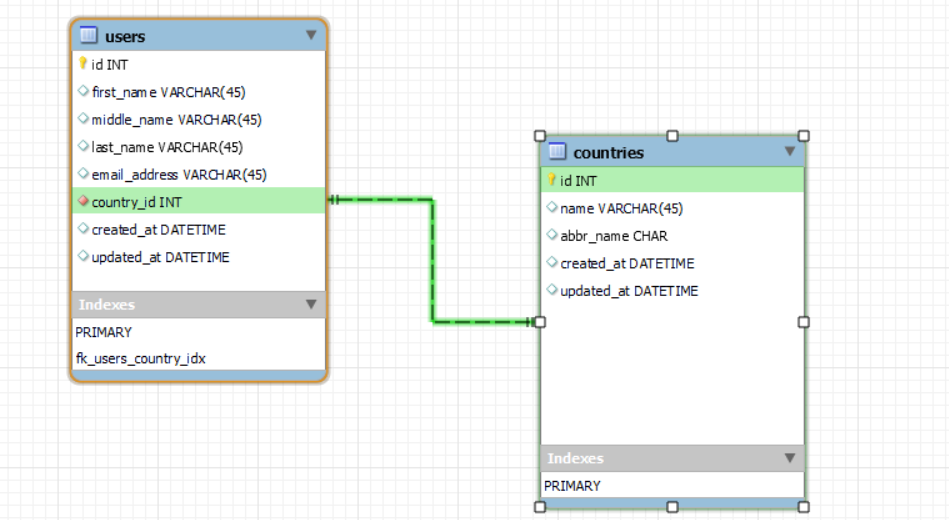 users
id INT
first_name VARCHAR(45)
middle_name VARCHAR(45)
last_name VARCHAR(45)
email_address VARCHAR(45)
country_id INT
created_at DATETIME
updated_at DATETIME
Indexes
PRIMARY
fk_users_country_idx
countries
id INT
name VARCHAR(45)
abbr_name CHAR
created_at DATETIME
updated_at DATETIME
Indexes
PRIMARY